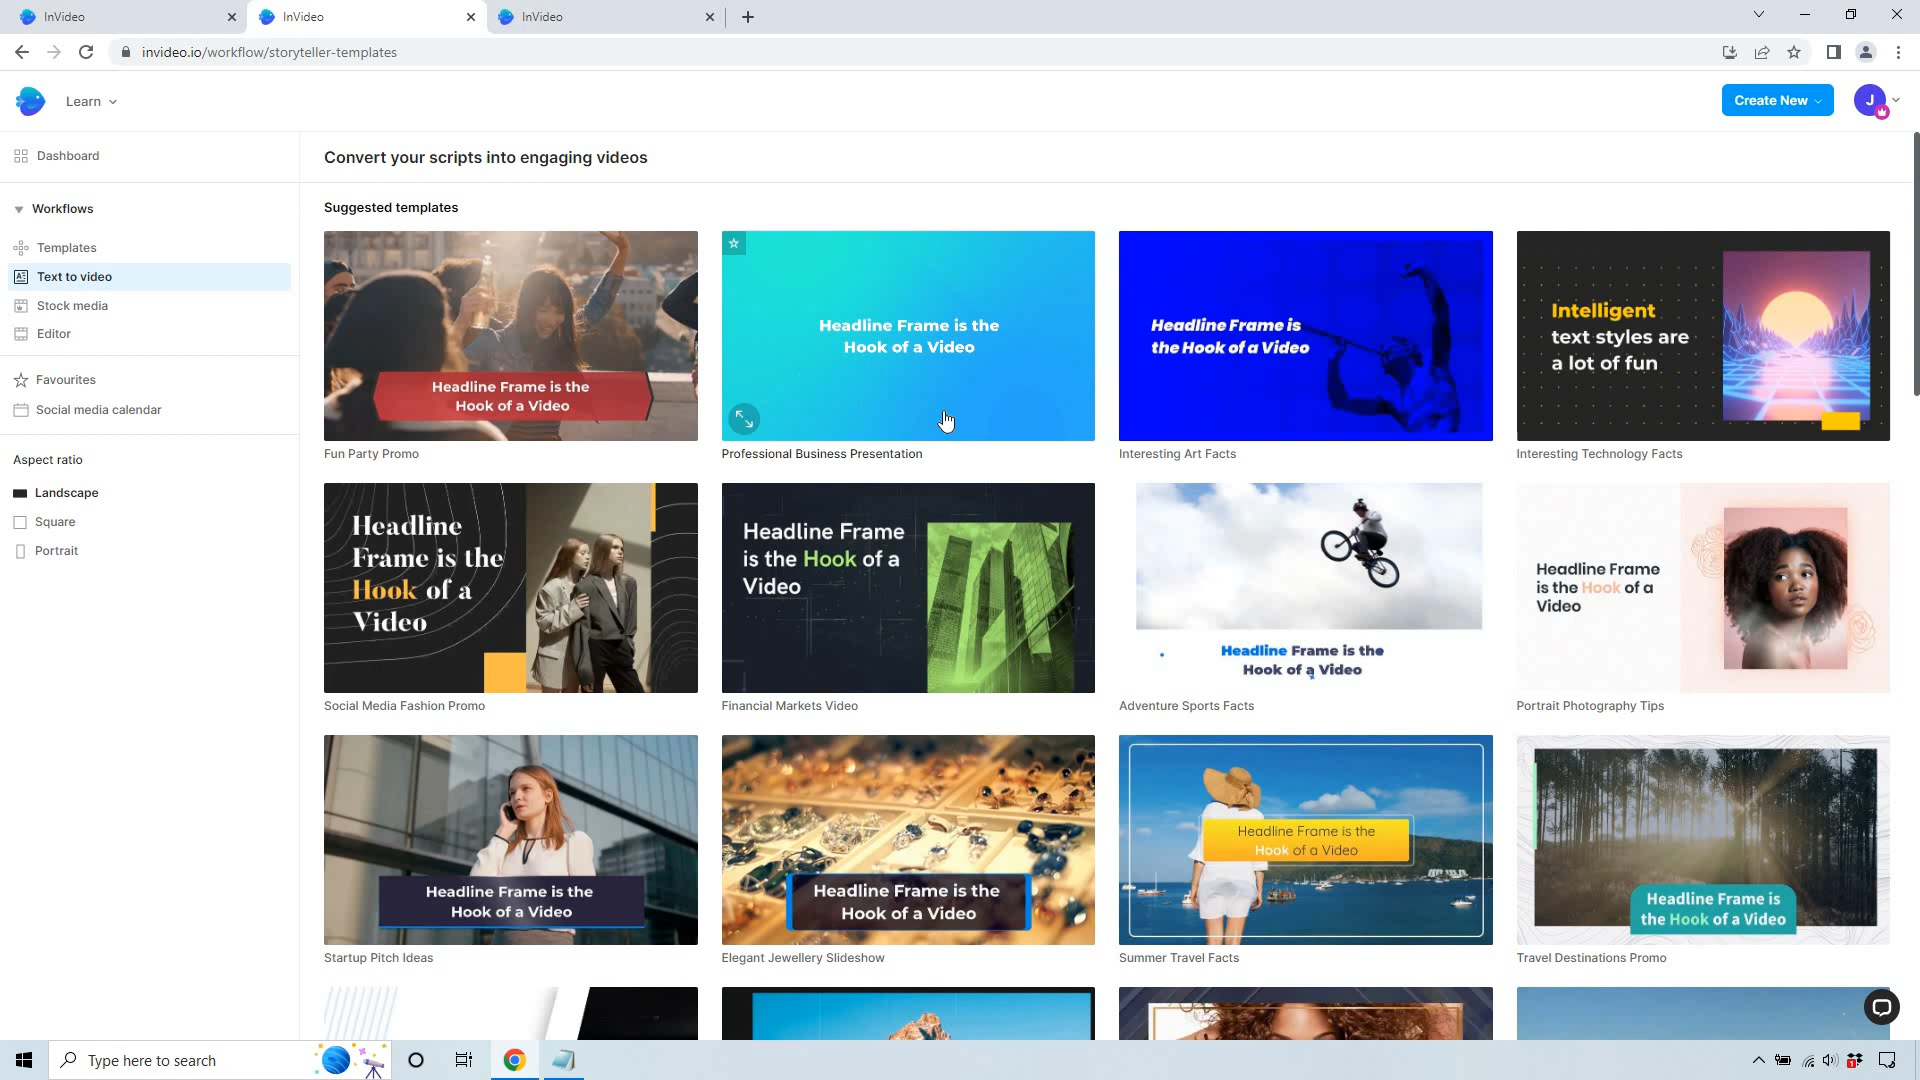 InVideo
InVideo
InVideo
invideo.io/workflow/storyteller-templates
Learn
Create New
J
Dashboard
Convert your scripts into engaging videos
Workflows
Suggested templates
Templates
Text to video
Stock media
Editor
Favourites
Social media calendar
Aspect ratio
Landscape
Square
Portrait
Headline Frame is the
Hook of a Video
Fun Party Promo
Headline Frame is the
Hook of a Video
Professional Business Presentation
Headline Frame is
the Hook of a Video
Interesting Art Facts
Intelligent
text styles are
a lot of fun
Interesting Technology Facts
Headline
Frame is the
Hook of a
Video
Social Media Fashion Promo
Headline Frame
is the Hook of a
Video
Financial Markets Video
Headline Frame is the
Hook of a Video
Adventure Sports Facts
Headline Frame
is the Hook of a
Video
Portrait Photography Tips
Headline Frame is the
Hook of a Video
Startup Pitch Ideas
Headline Frame is the
Hook of a Video
Elegant Jewellery Slideshow
Headline Frame is the
Hook of a Video
Summer Travel Facts
Headline Frame is
the Hook of a Video
Travel Destinations Promo
Type here to search
1